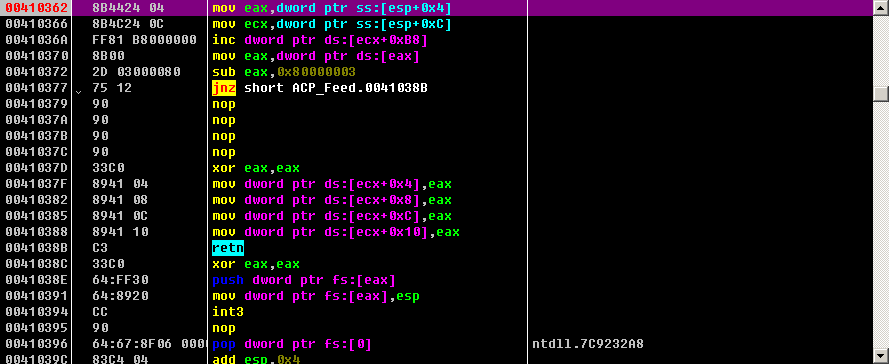 00410362 8B4424 04 mov eax,dword ptr ss:[esp+0x4]
00410366 8B4C24 0C mov ecx,dword ptr ss:[esp+0xC]
0041036A FF81 B8000000 inc dword ptr ds:[ecx+0xB8]
00410370 8B00 mov eax,dword ptr ds:[eax]
00410372 2D 03000080 sub eax,0x80000003
00410377 75 12 jnz short ACP_Feed.0041038B
00410379 90 nop
0041037A 90 nop
0041037B 90 nop
0041037C 90 nop
0041037D 33C0 xor eax,eax
0041037F 8941 04 mov dword ptr ds:[ecx+0x4],eax
00410382 8941 08 mov dword ptr ds:[ecx+0x8],eax
00410385 8941 0C mov dword ptr ds:[ecx+0xC],eax
00410388 8941 10 mov dword ptr ds:[ecx+0x10],eax
0041038B C3 retn
0041038C 33C0 xor eax,eax
0041038E 64:FF30 push dword ptr fs:[eax]
00410391 64:8920 mov dword ptr fs:[eax],esp
00410394 CC int3
00410395 90 nop
00410396 64:67:8F06 000 pop dword ptr fs:[0] ntdll.7C9232A8
0041039C 83C4 04 add esp,0x4